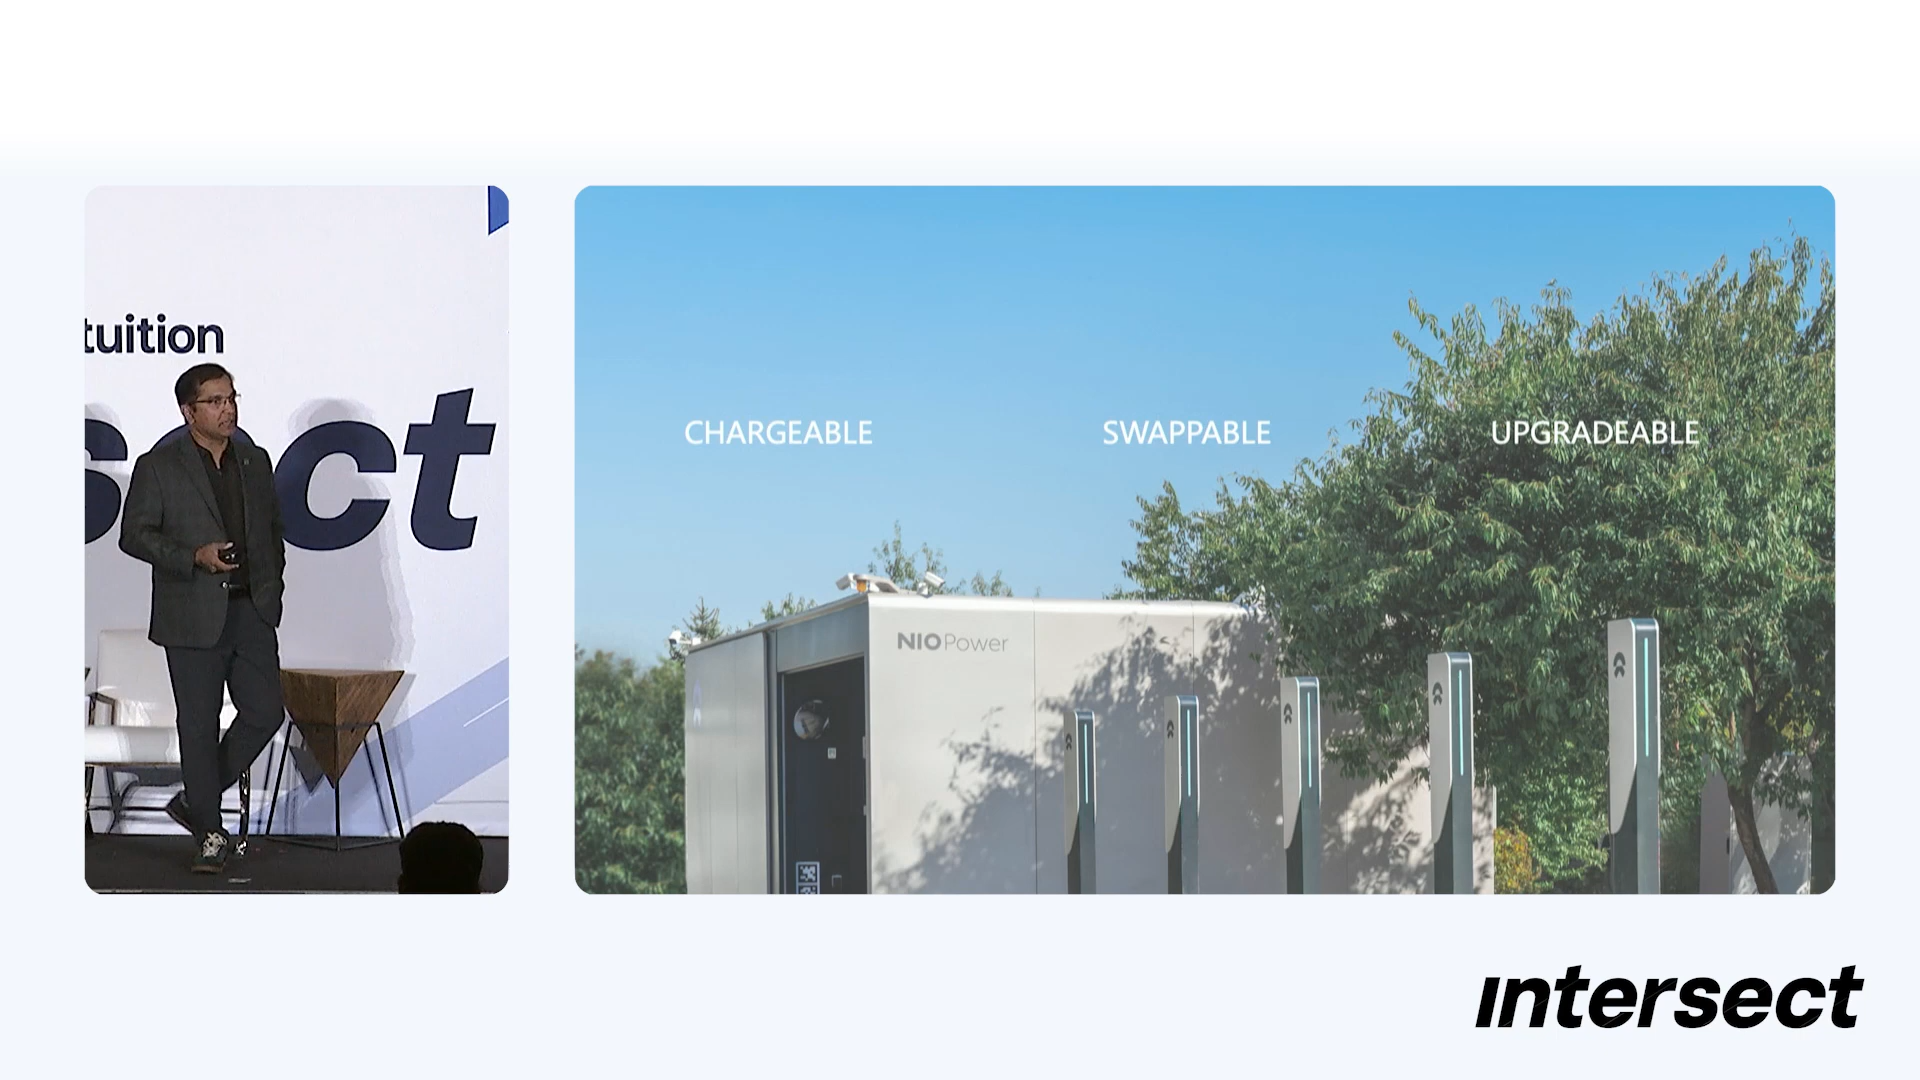 tuition
sect
CHARGEABLE
SWAPPABLE
UPGRADEABLE
NIO Power
intersect